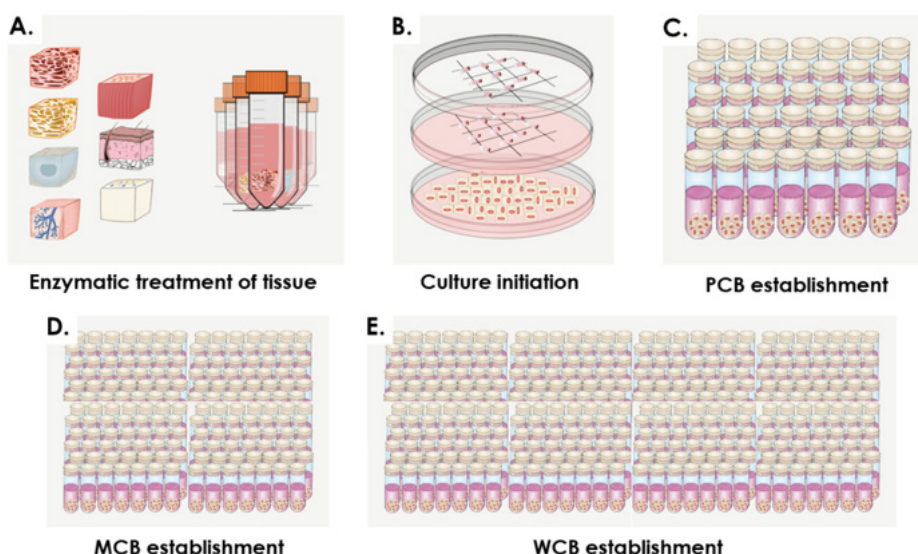 A.
B.
C.
Enzymatic treatment of tissue
Culture initiation
PCB establishment
D.
E.
MCB establishment
WCB establishment